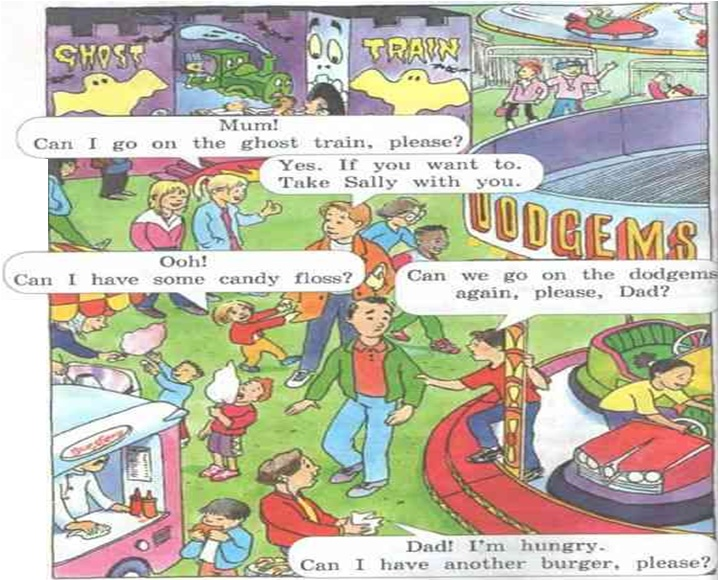 GHOST TRAIN
Mum!
Can I go on the ghost train, please?
Yes. If you want to.
Take Sally with you.
DODGEMS
Ooh!
Can I have some candy floss?
Can we go on the dodgems
again, please, Dad?
Dad! I'm hungry.
Can I have another burger, please?